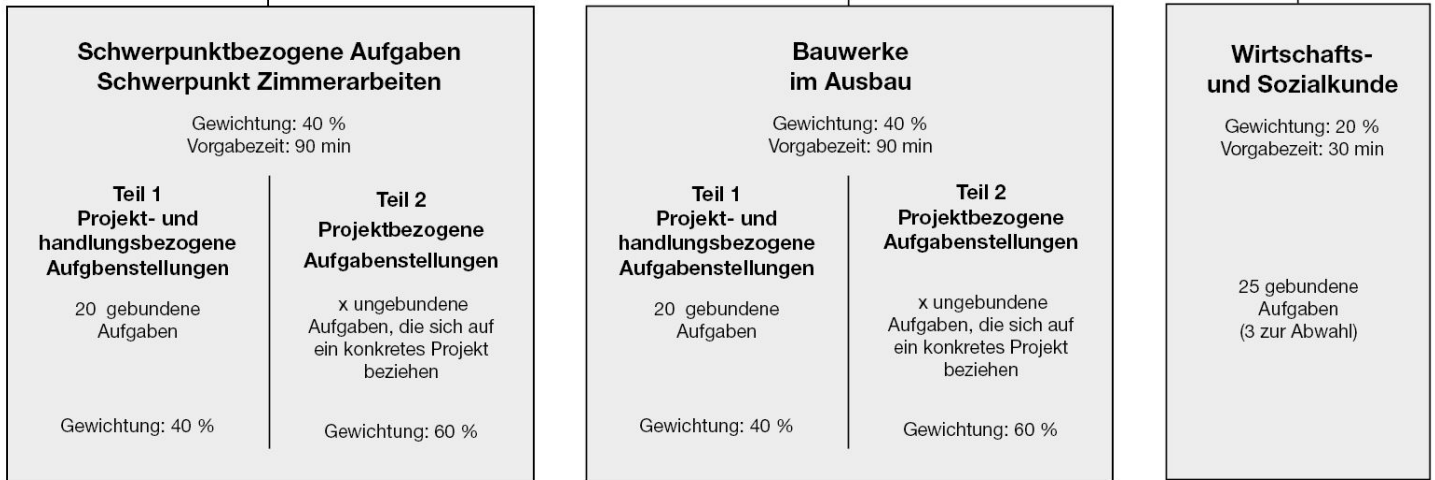 Schwerpunktbezogene Aufgaben
Schwerpunkt Zimmerarbeiten
Gewichtung: 40 %
Vorgabezeit: 90 min
Teil 1
Projekt- und
handlungsbezogene
Aufgbenstellungen
20 gebundene
Aufgaben
Gewichtung: 40 %
Teil 2
Projektbezogene
Aufgabenstellungen
x ungebundene
Aufgaben, die sich auf
ein konkretes Projekt
beziehen
Gewichtung: 60 %
Bauwerke
im Ausbau
Gewichtung: 40 %
Vorgabezeit: 90 min
Teil 1
Projekt- und
handlungsbezogene
Aufgabenstellungen
20 gebundene
Aufgaben
Gewichtung: 40 %
Teil 2
Projektbezogene
Aufgabenstellungen
x ungebundene
Aufgaben, die sich auf
ein konkretes Projekt
beziehen
Gewichtung: 60 %
Wirtschafts-
und Sozialkunde
Gewichtung: 20 %
Vorgabezeit: 30 min
25 gebundene
Aufgaben
(3 zur Abwahl)